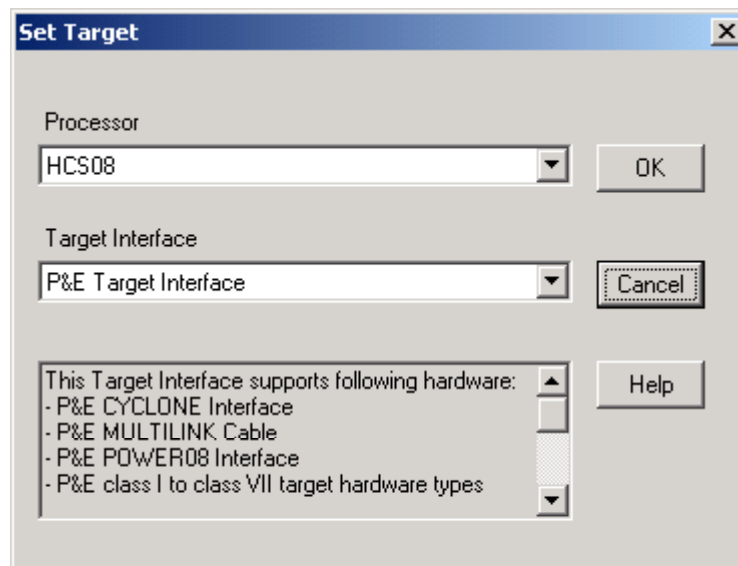 Set Target
Processor
HCS08
OK
Target Interface
P&E Target Interface
Cancel
This Target Interface supports following hardware:
- P&E CYCLONE Interface
- P&E MULTILINK Cable
- P&E POWER08 Interface
- P&E class I to class VII target hardware types
Help